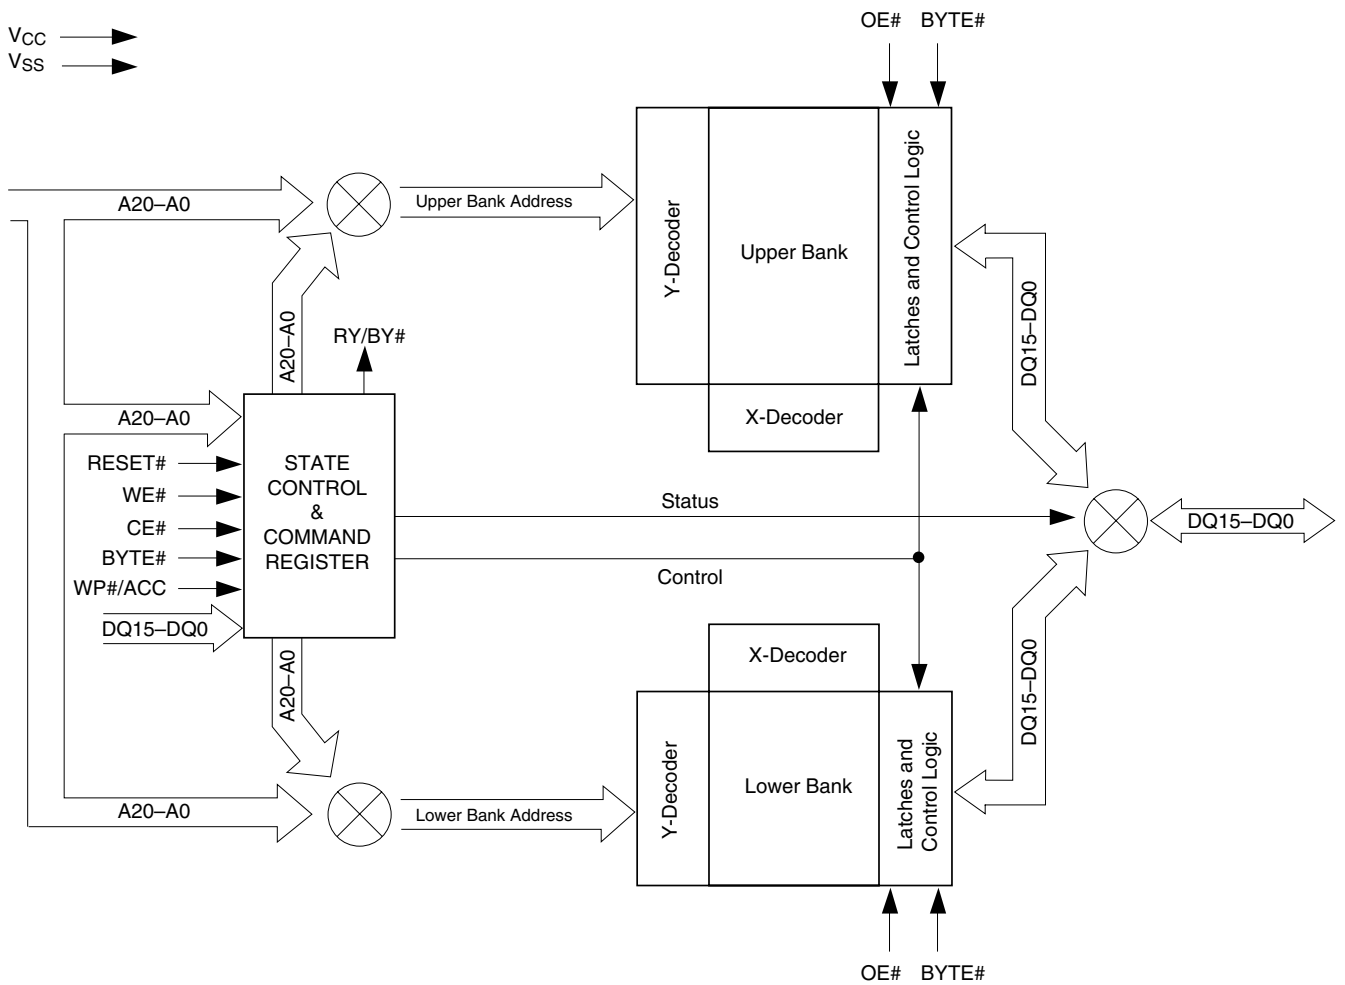 OE# BYTE#
VCC
VSS
A20–A0
Upper Bank Address
Y-Decoder
Upper Bank
Latches and Control Logic
DQ15–DQ0
A20–A0
RY/BY#
A20–A0
X-Decoder
RESET#
WE#
CE#
BYTE#
WP#/ACC
DQ15–DQ0
STATE
CONTROL
&
COMMAND
REGISTER
Status
Control
DQ15–DQ0
A20–A0
X-Decoder
DQ15–DQ0
A20–A0
Lower Bank Address
Y-Decoder
Lower Bank
Latches and
Control Logic
OE# BYTE#